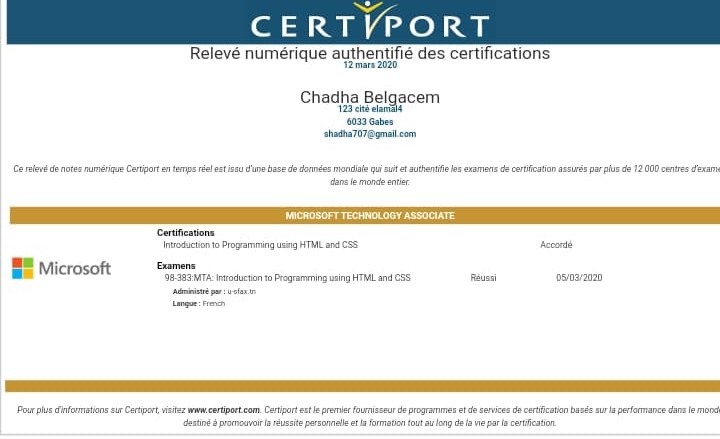 CERTIPORT
Relevé numérique authentifié des certifications
12 mars 2020
Chadha Belgacem
123 cité elamal4
6033 Gabes
shadha707@gmail.com
Ce relevé de notes numérique Certiport en temps réel est issu d'une base de données mondiale qui suit et authentifie les examens de certification assurés par plus de 12 000 centres d'exame
dans le monde entier.
MICROSOFT TECHNOLOGY ASSOCIATE
Certifications
Introduction to Programming using HTML and CSS Accordé
Microsoft
Examens
98-383:MTA: Introduction to Programming using HTML and CSS Réussi 05/03/2020
Administré par : u-sfax.tn
Langue : French
Pour plus d'informations sur Certiport, visitez www.certiport.com. Certiport est le premier fournisseur de programmes et de services de certification basés sur la performance dans le monde
destiné à promouvoir la réussite personnelle et la formation tout au long de la vie par la certification.